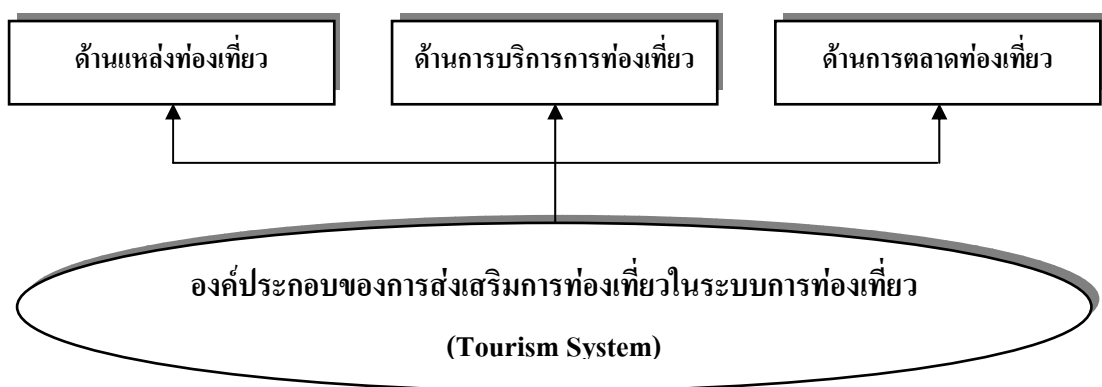 ด้านแหล่งท่องเที่ยว
ด้านการบริการการท่องเที่ยว
ด้านการตลาดท่องเที่ยว
องค์ประกอบของการส่งเสริมการท่องเที่ยวในระบบการท่องเที่ยว
(Tourism System)